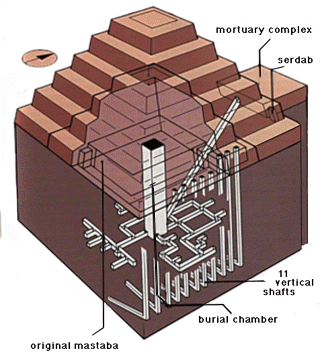 mortuary complex
serdab
11
vertical
shafts
burial chamber
original mastaba